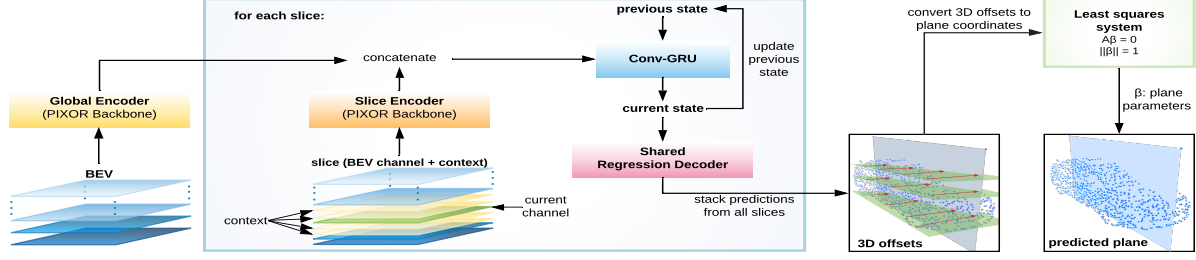 for each slice:
previous state
Conv-GRU
update
previous
state
current state
Shared
Regression Decoder
concatenate
Global Encoder
(PIXOR Backbone)
Slice Encoder
(PIXOR Backbone)
BEV
slice (BEV channel + context)
context
current
channel
stack predictions
from all slices
3D offsets
convert 3D offsets to
plane coordinates
Least squares
system
Aβ = 0
||β|| = 1
β: plane
parameters
predicted plane